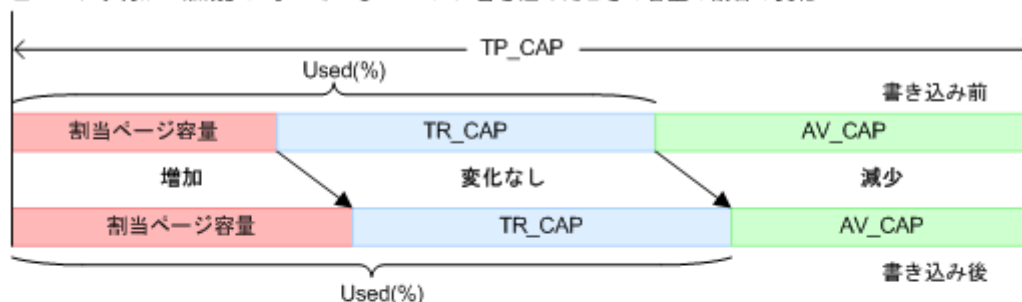 TP_CAP
Used(%)
書き込み前
割当ページ容量 TR_CAP AV_CAP
増加 変化なし 減少
割当ページ容量 TR_CAP AV_CAP
書き込み後
Used(%)